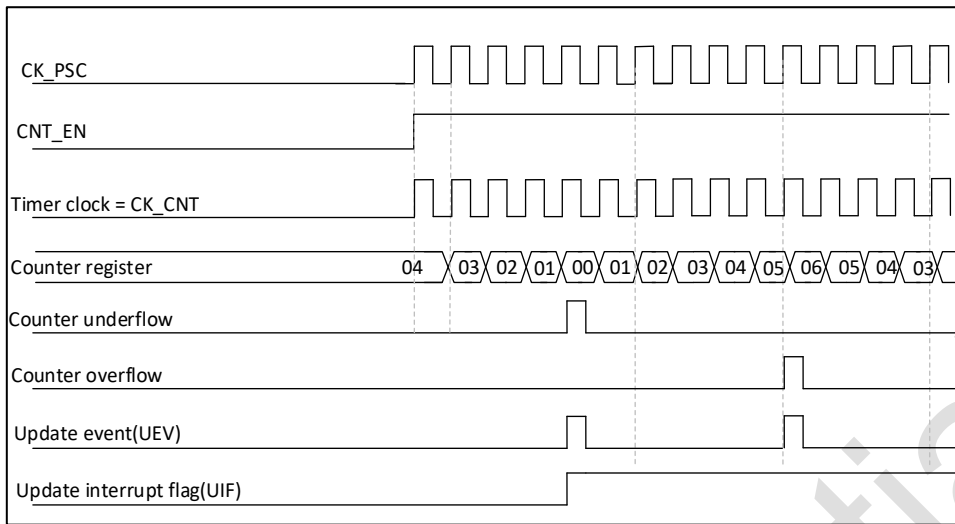 CK_PSC
CNT_EN
Timer clock = CK_CNT
Counter register 04 03 02 01 00 01 02 03 04 05 06 05 04 03
Counter underflow
Counter overflow
Update event(UEV)
Update interrupt flag(UIF)